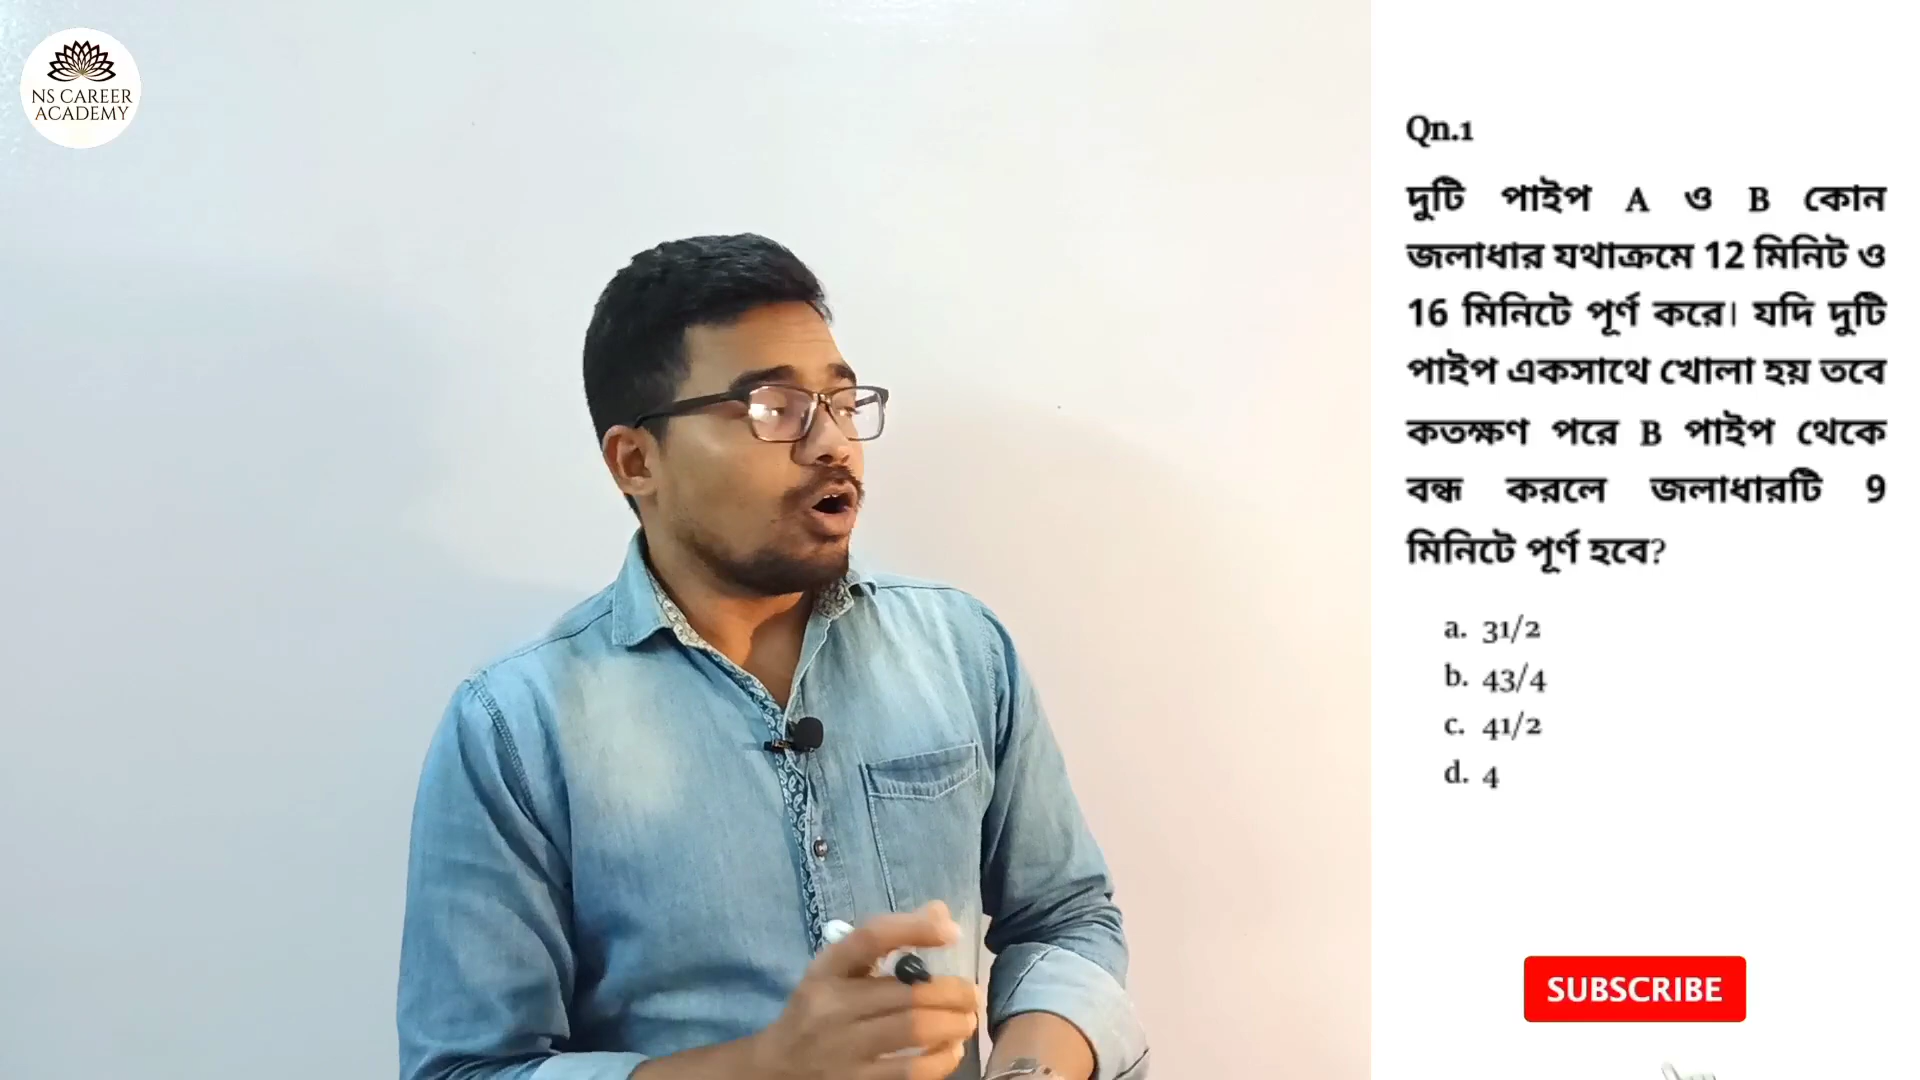 NS CAREER
ACADEMY
Qn.1
দুটি পাইপ A ও B কোন
জলাধার যথাক্রমে 12 মিনিট ও
16 মিনিটে পূর্ণ করে। যদি দুটি
পাইপ একসাথে খোলা হয় তবে
কতক্ষণ পরে B পাইপ থেকে
বন্ধ করলে জলাধারটি 9
মিনিটে পূর্ণ হবে?
a. 31/2
b. 43/4
c. 41/2
d. 4
SUBSCRIBE